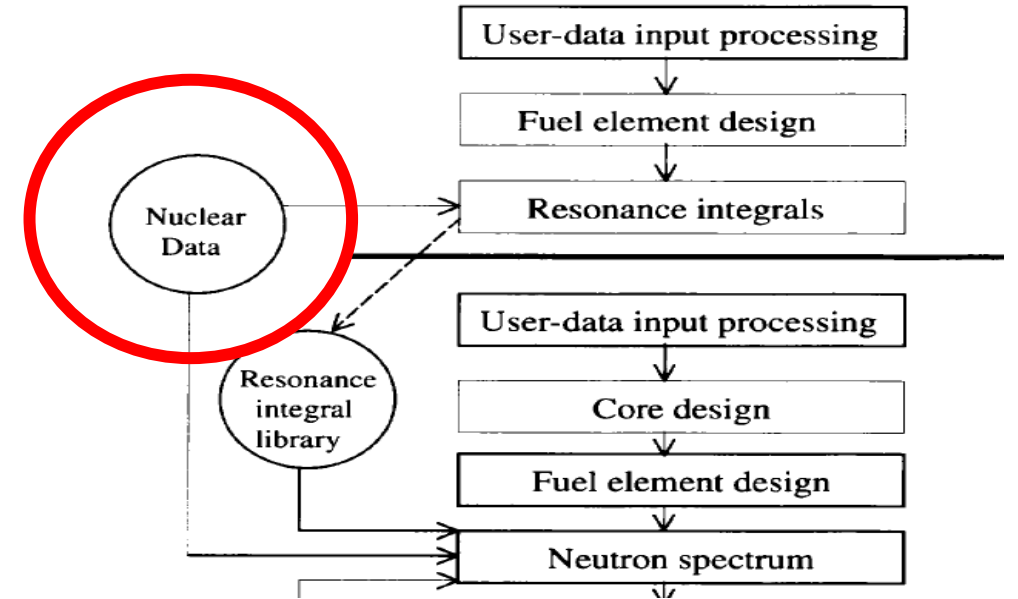 User-data input processing
Fuel element design
Nuclear
Data
Resonance integrals
User-data input processing
Resonance
integral
library
Core design
Fuel element design
Neutron spectrum